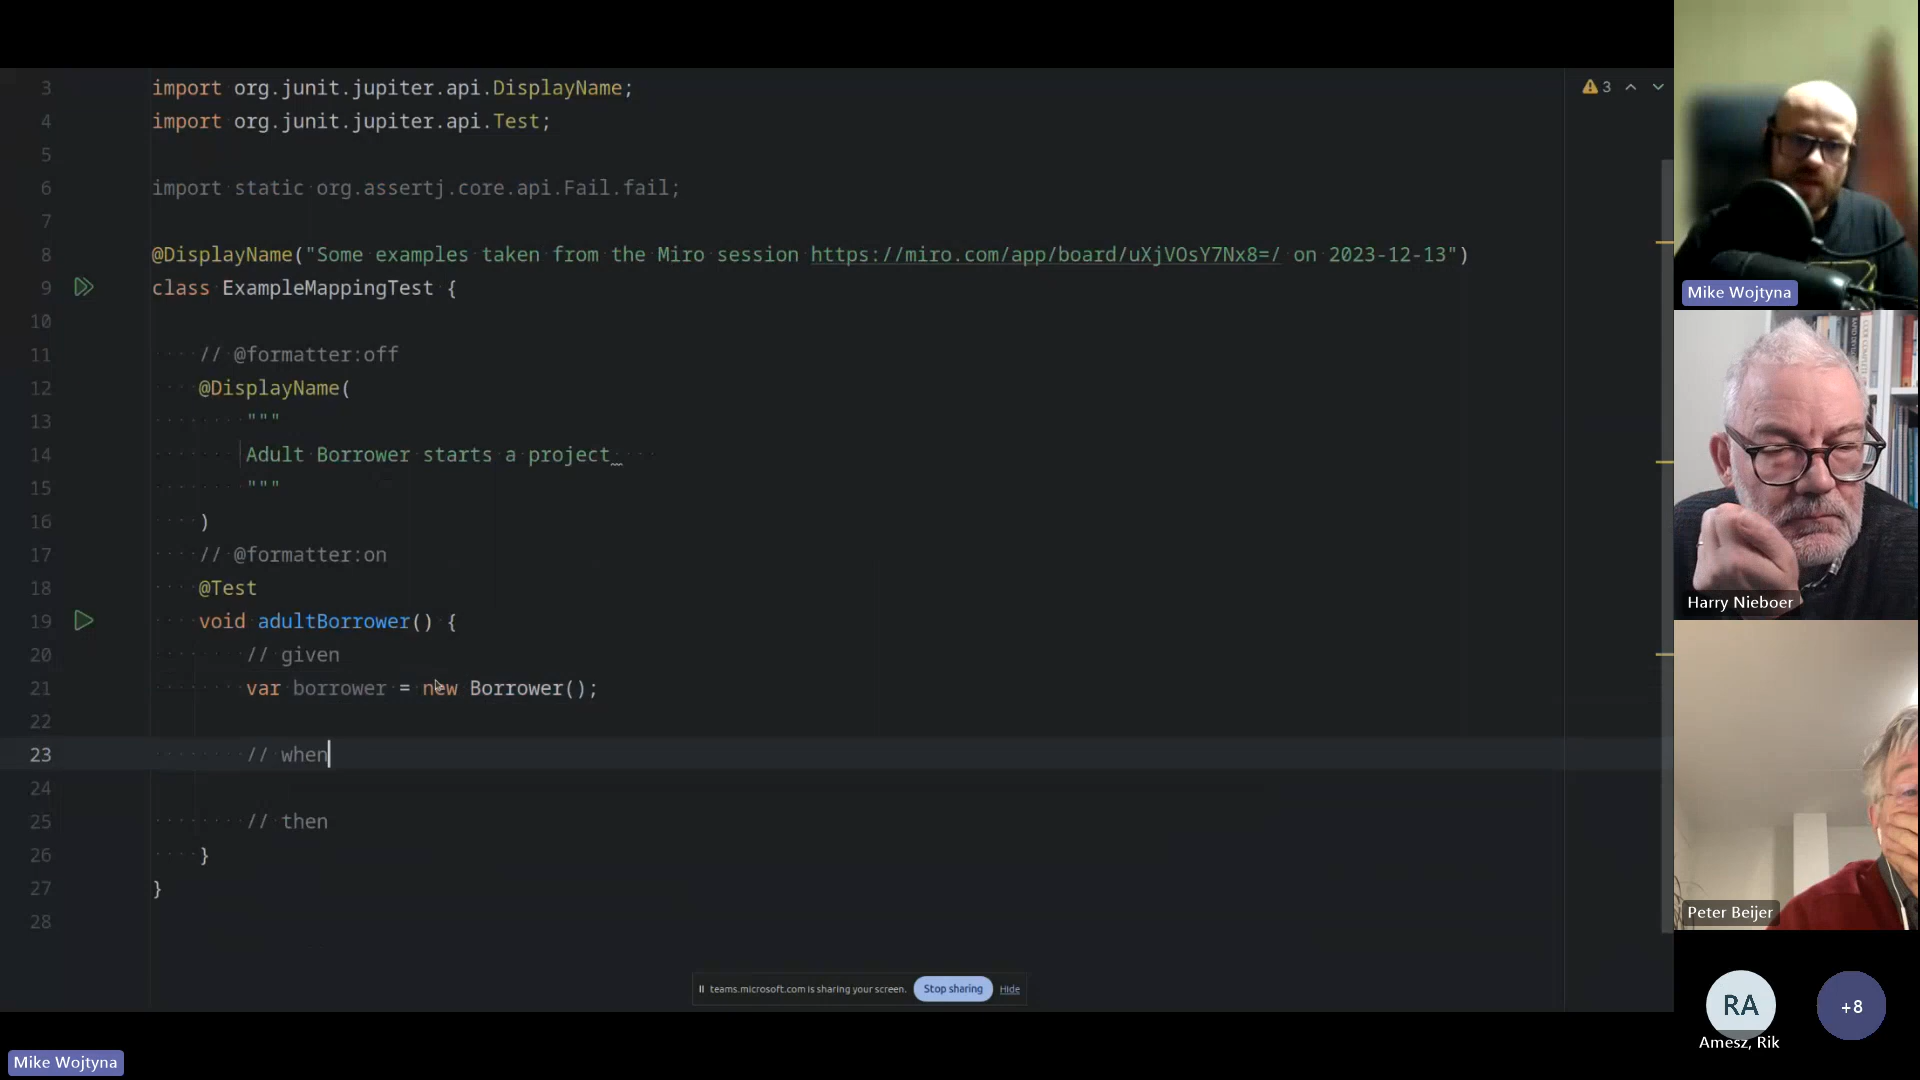 3 import org.junit.jupiter.api.DisplayName;
4 import org.junit.jupiter.api.Test;
5
6 import static org.assertj.core.api.Fail.fail;
7
8 @DisplayName("Some examples taken from the Miro session https://miro.com/app/board/uXjVOsY7Nx8=/ on 2023-12-13")
9 class ExampleMappingTest {
10
11 // @formatter:off
12 @DisplayName(
13 """
14 Adult Borrower starts a project
15 """
16 )
17 // @formatter:on
18 @Test
19 void adultBorrower() {
20 // given
21 var borrower = new Borrower();
22
23 // when
24
25 // then
26 }
27 }
28
3
teams.microsoft.com is sharing your screen. Stop sharing Hide
Mike Wojtyna
Mike Wojtyna
Harry Nieboer
Peter Beijer
RA
+8
Amesz, Rik